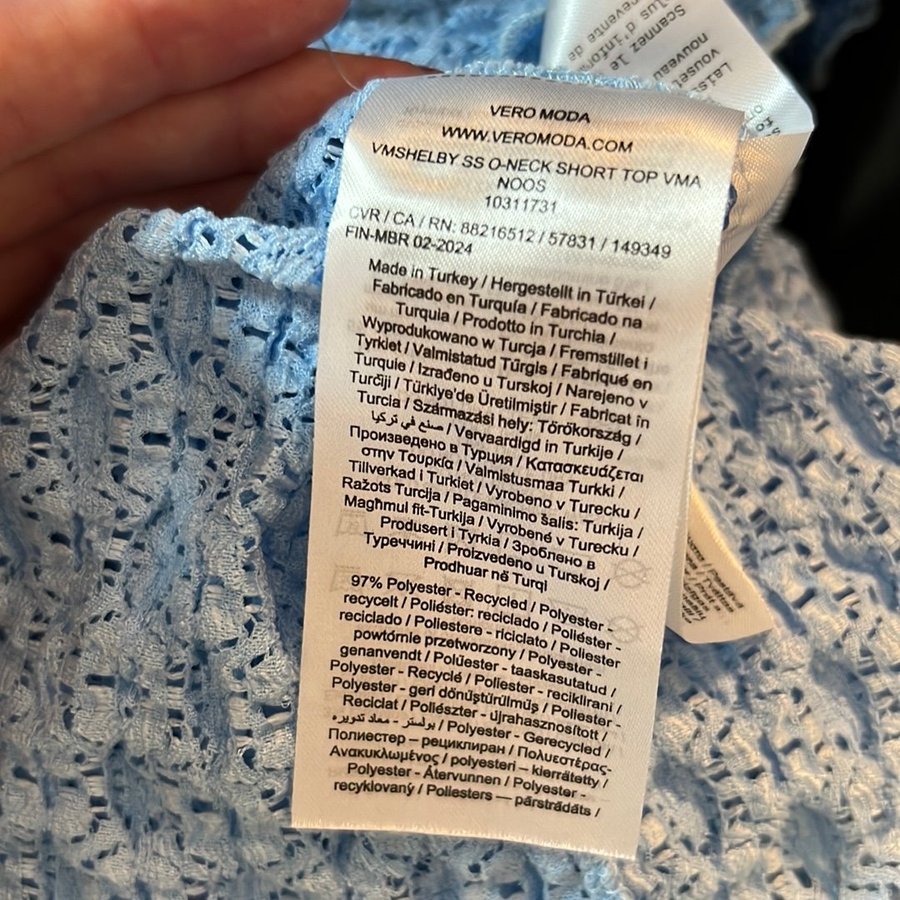 VERO MODA
WWW.VEROMODA.COM
VMSHELBY SS O-NECK SHORT TOP VMA
NOOS
10311731
CVR / CA / RN: 88216512 / 57831 / 149349
FIN-MBR 02-2024
Made in Turkey / Hergestellt in Türkei /
Fabricado en Turquía / Fabricado na
Turquia / Prodotto in Turchia /
Wyprodukowano w Turcja / Fremstillet i
Tyrkiet / Valmistatud Türgis / Fabriqué en
Turquie / Izrađeno u Turskoj / Narejeno v
Turčiji / Türkiye'de Üretilmiştir / Fabricat în
Turcia / Származási hely: Törökország /
صنع في تركيا / Vervaardigd in Turkije /
Произведено в Турция / Κατασκευάζεται
στην Τουρκία / Valmistusmaa Turkki /
Tillverkad i Turkiet / Vyrobeno v Turecku /
Ražots Turcija / Pagaminimo šalis: Turkija /
Magħmul fit-Turkija / Vyrobené v Turecku /
Produsert i Tyrkia / Зроблено в
Туреччині / Proizvedeno u Turskoj /
Prodhuar në Turqi
97% Polyester - Recycled / Polyester -
recycelt / Poliéster: reciclado / Poliéster -
reciclado / Poliestere - riciclato / Poliester
powtórnie przetworzony / Polyester -
genanvendt / Polüester - taaskasutatud /
Polyester - Recyclé / Poliester - reciklirani /
Polyester - geri dönüştürülmüş / Poliester -
Reciclat / Poliészter - újrahasznosított /
بوليستر - معاد تدويره / Polyester - Gerecycled /
Полиестер – рециклиран / Πολυεστέρας-
Ανακυκλωμένος / polyesteri – kierrätetty /
Polyester - Återvunnen / Polyester -
recyklovaný / Poliesters — pārstrādāts /
Scannez le
nouveau